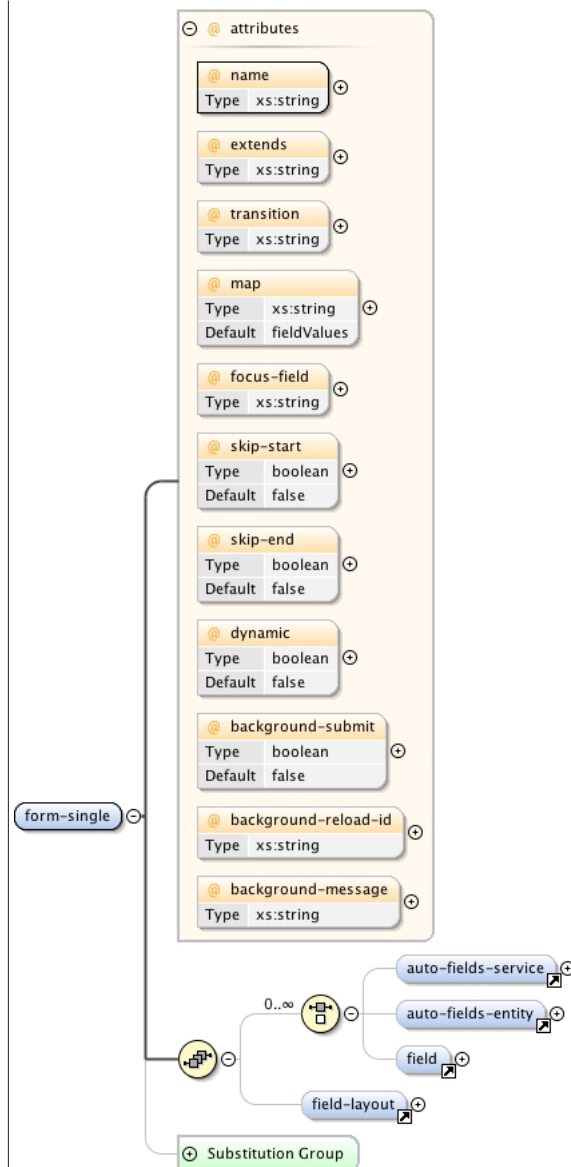 @ attributes
@ name
Type xs:string
@ extends
Type xs:string
@ transition
Type xs:string
@ map
Type xs:string
Default fieldValues
@ focus-field
Type xs:string
@ skip-start
Type boolean
Default false
@ skip-end
Type boolean
Default false
@ dynamic
Type boolean
Default false
@ background-submit
Type boolean
Default false
form-single
@ background-reload-id
Type xs:string
@ background-message
Type xs:string
auto-fields-service
0..∞
auto-fields-entity
field
field-layout
Substitution Group